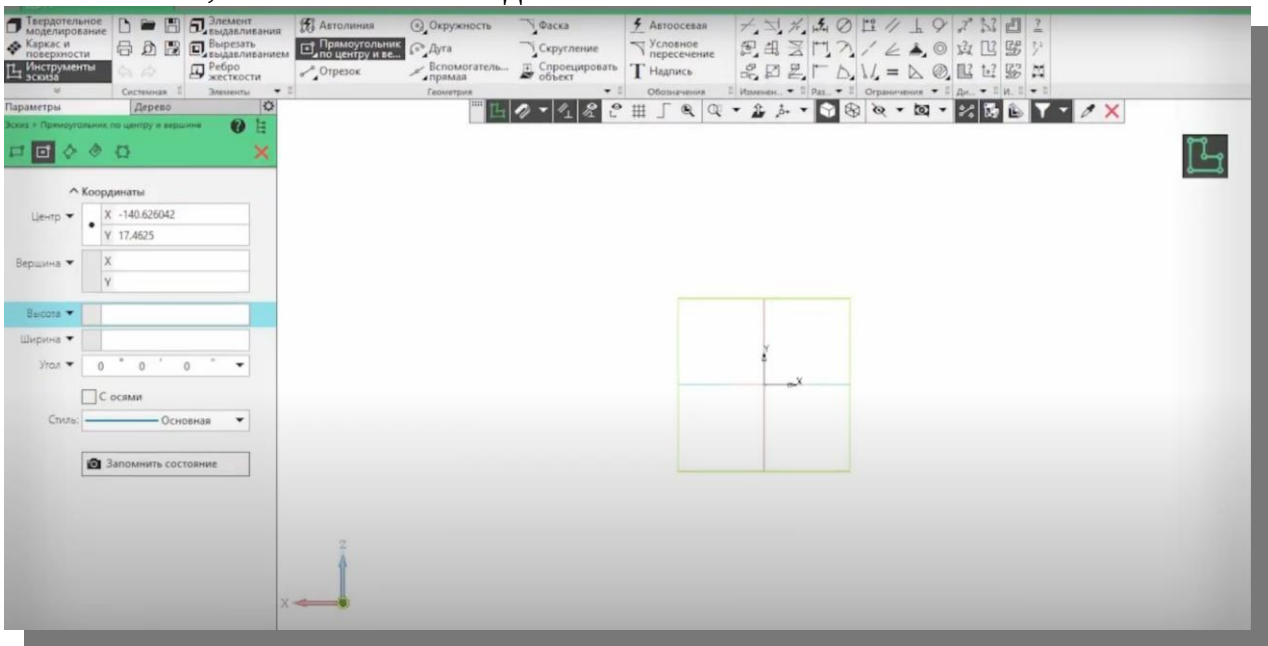 Твердотельное моделирование
Каркас и поверхности
Инструменты эскиза
Системная
Элемент выдавливания
Вырезать выдавливанием
Ребро жесткости
Элементы
Автолиния
Прямоугольник по центру и ве...
Отрезок
Окружность
Дуга
Вспомогатель... прямая
Фаска
Скругление
Спроецировать объект
Геометрия
Автоосевая
Условное пересечение
Надпись
Обозначения
Изменен...
Раз...
Ограничения
Ди...
И...
Параметры
Дерево
Эскиз > Прямоугольник по центру и вершине
Координаты
Центр
X -140.626042
Y 17.4625
Вершина
X
Y
Высота
Ширина
Угол 0 ° 0 ' 0 "
С осями
Стиль: Основная
Запомнить состояние
Y
X
Z
X